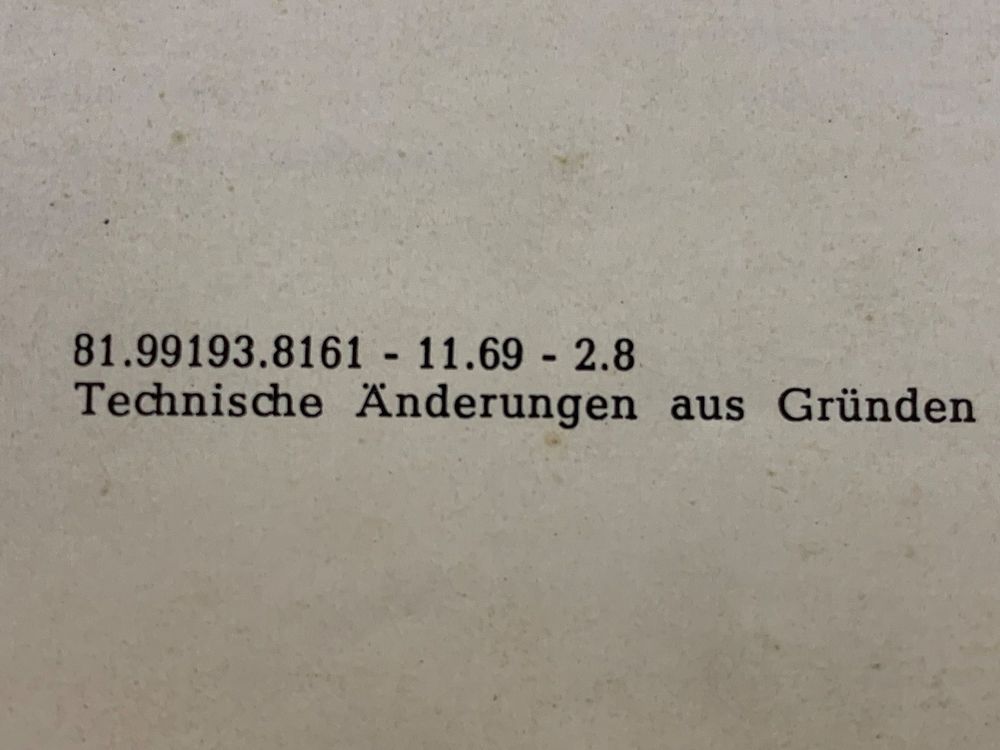 81.99193.8161 - 11.69 - 2.8
Technische Änderungen aus Gründen